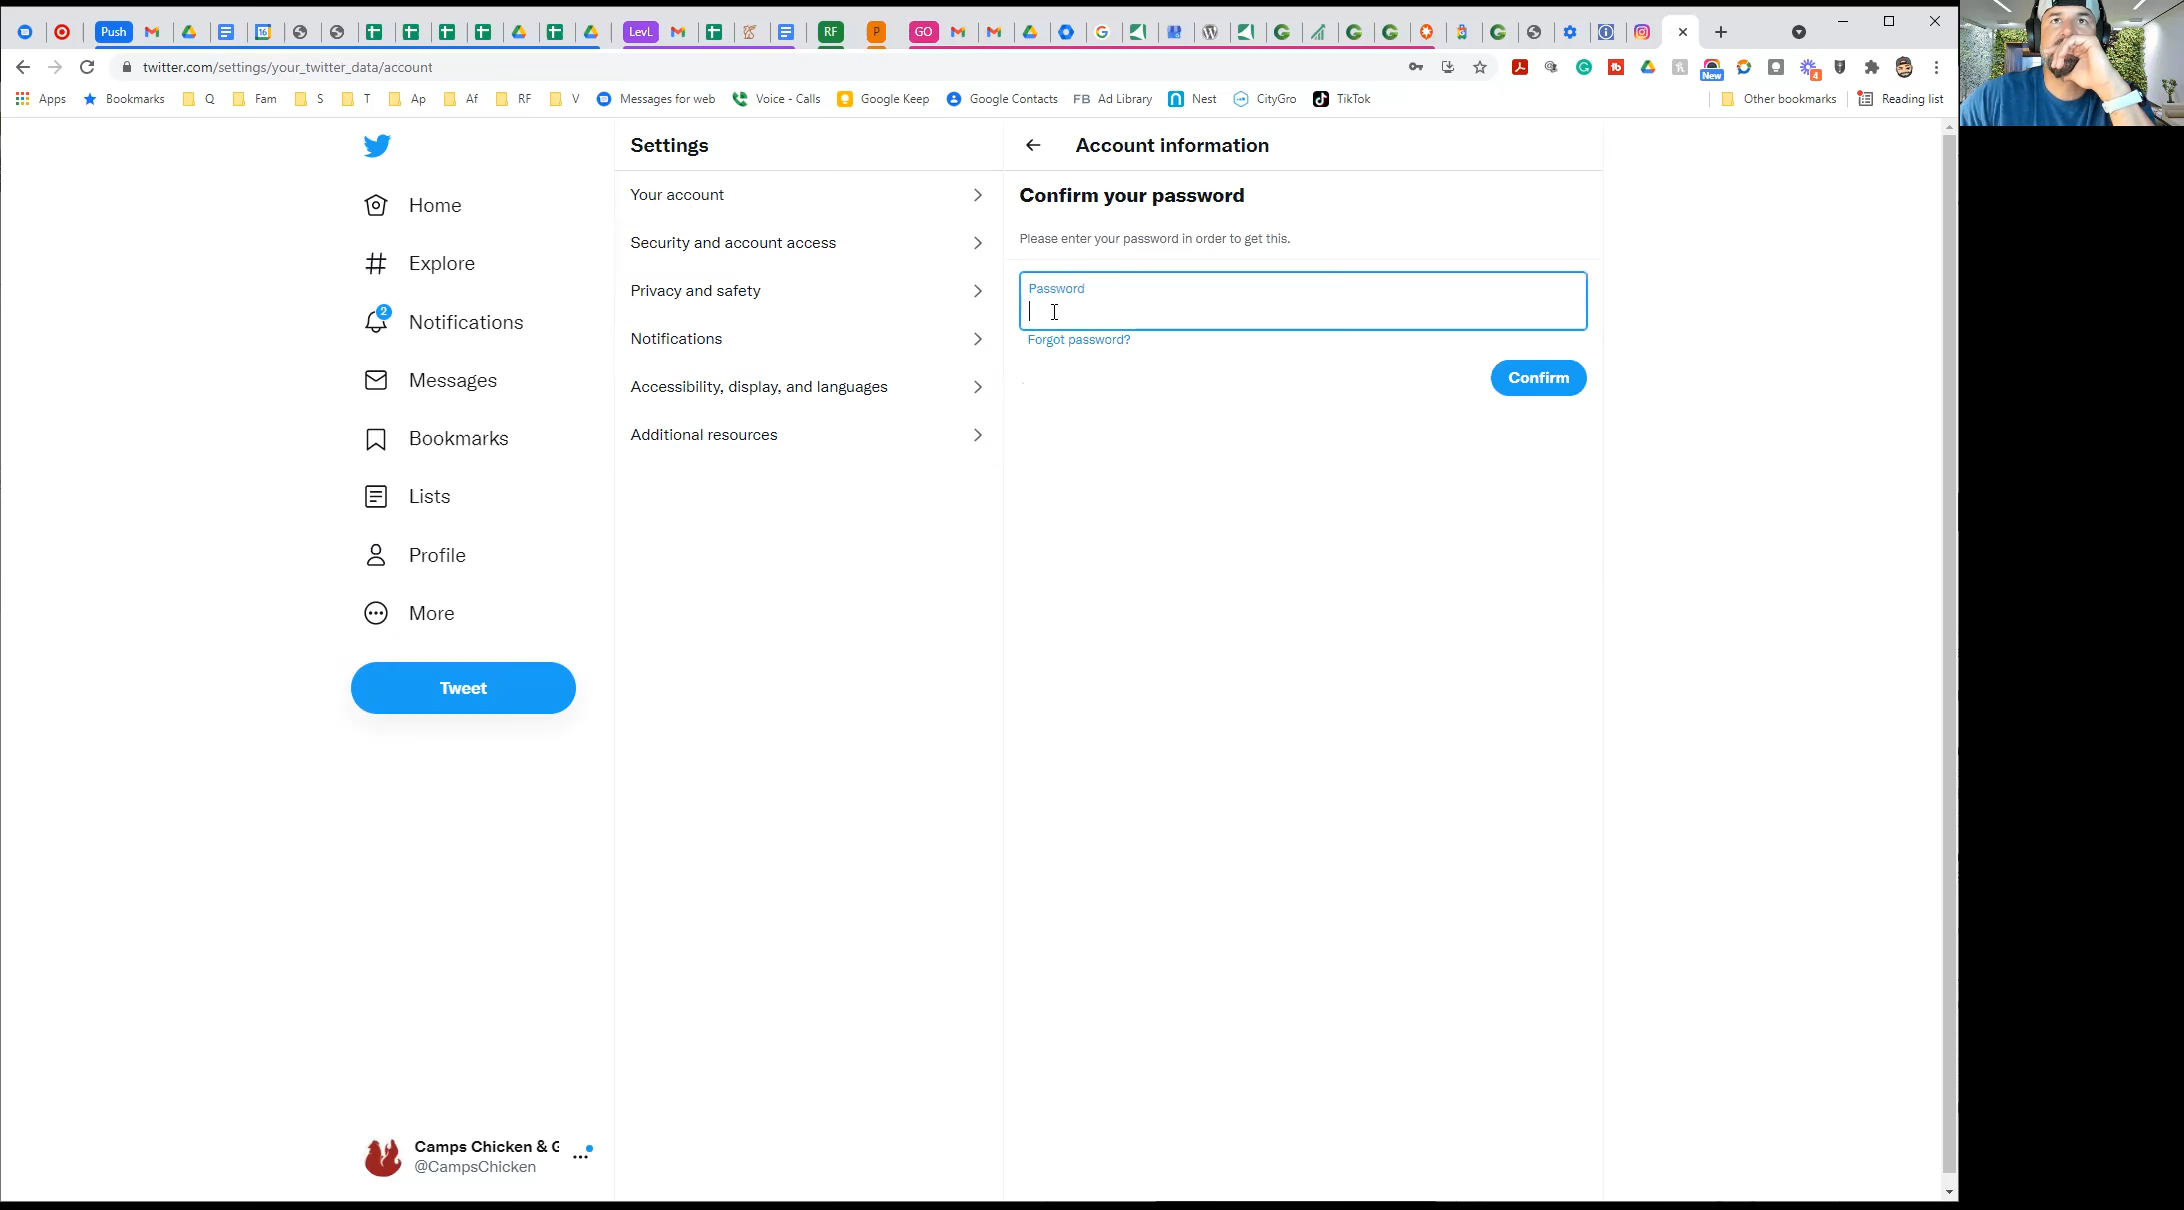 Push
16
LevL
RF
P
GO
twitter.com/settings/your_twitter_data/account
New
4
Apps
Bookmarks
Q
Fam
S
T
Ap
Af
RF
V
Messages for web
Voice - Calls
Google Keep
Google Contacts
FB Ad Library
Nest
CityGro
TikTok
Other bookmarks
Reading list
Home
Explore
2
Notifications
Messages
Bookmarks
Lists
Profile
More
Tweet
Camps Chicken & G
@CampsChicken
Settings
Your account
Security and account access
Privacy and safety
Notifications
Accessibility, display, and languages
Additional resources
Account information
Confirm your password
Please enter your password in order to get this.
Password
Forgot password?
Confirm